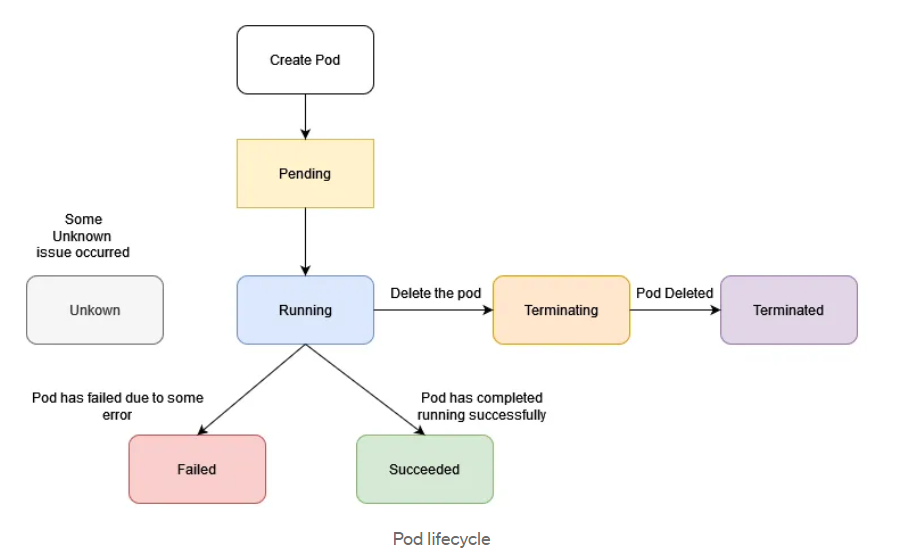 Create Pod
Pending
Some
Unknown
issue occurred
Unkown
Running
Delete the pod
Terminating
Pod Deleted
Terminated
Pod has failed due to some
error
Pod has completed
running successfully
Failed
Succeeded
Pod lifecycle